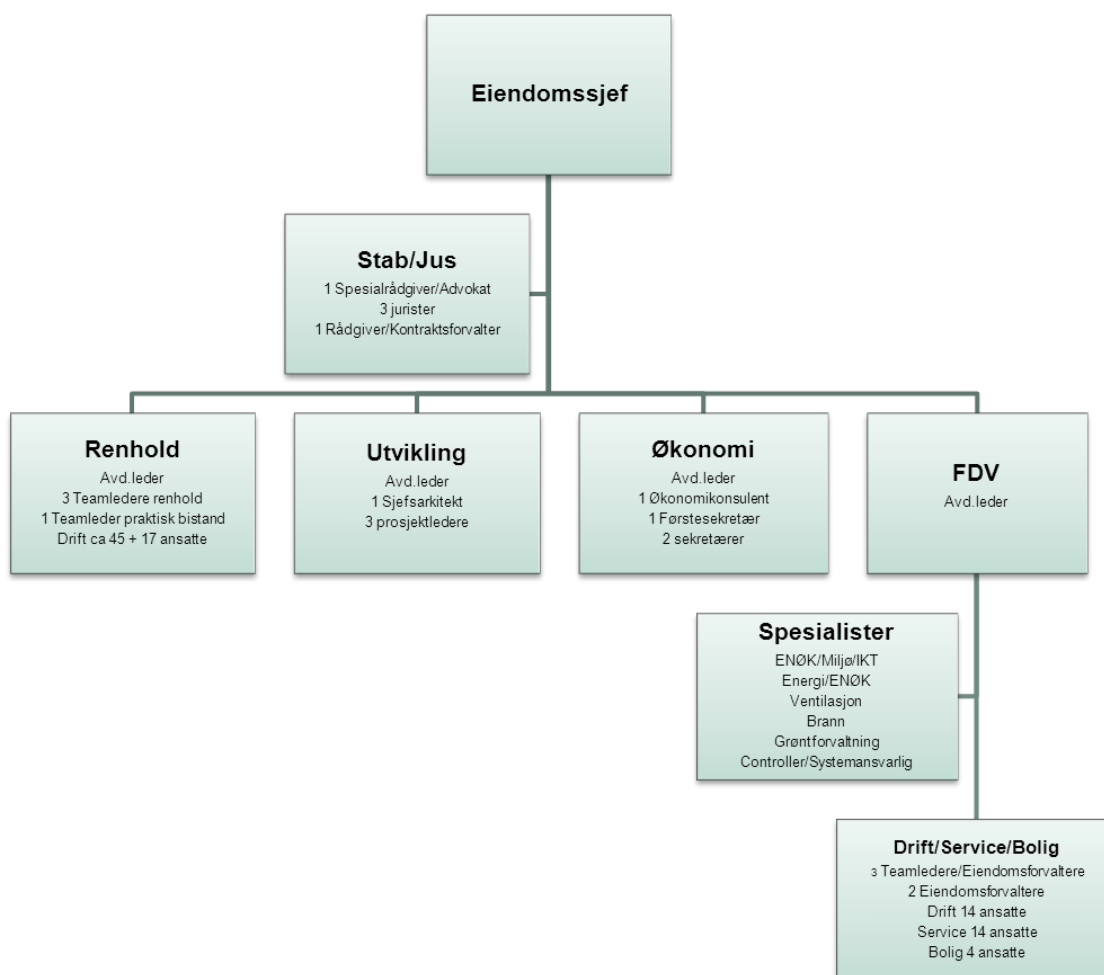 Eiendomssjef
Stab/Jus
1 Spesialrådgiver/Advokat
3 jurister
1 Rådgiver/Kontraktsforvalter
Renhold
Avd.leder
3 Teamledere renhold
1 Teamleder praktisk bistand
Drift ca 45 + 17 ansatte
Utvikling
Avd.leder
1 Sjefsarkitekt
3 prosjektledere
Økonomi
Avd.leder
1 Økonomikonsulent
1 Førstesekretær
2 sekretærer
FDV
Avd.leder
Spesialister
ENØK/Miljø/IKT
Energi/ENØK
Ventilasjon
Brann
Grøntforvaltning
Controller/Systemansvarlig
Drift/Service/Bolig
3 Teamledere/Eiendomsforvaltere
2 Eiendomsforvaltere
Drift 14 ansatte
Service 14 ansatte
Bolig 4 ansatte